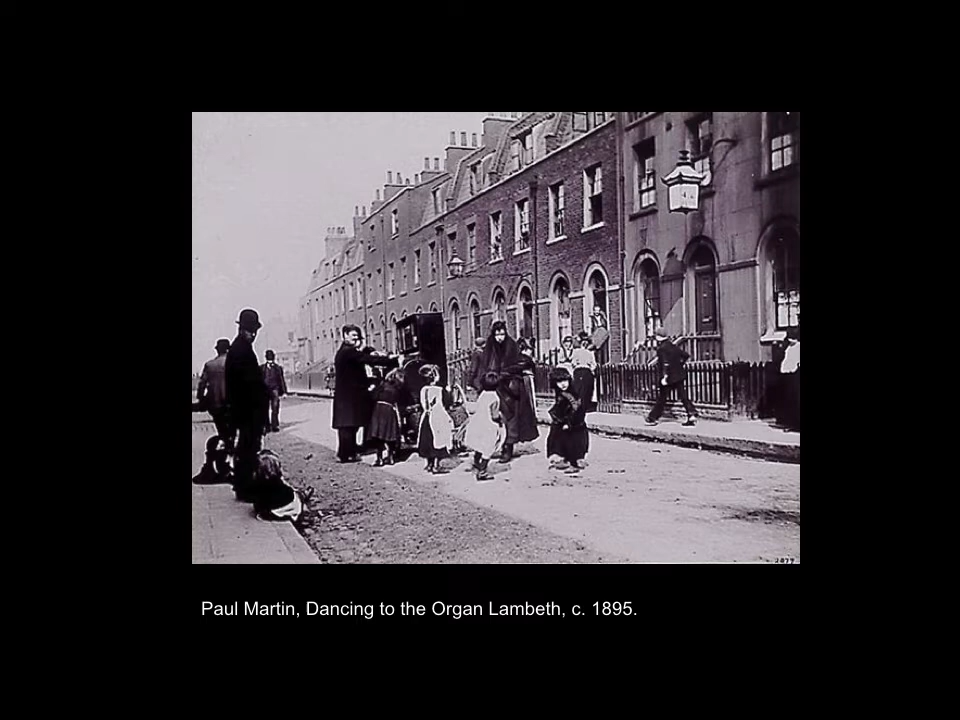 Paul Martin, Dancing to the Organ Lambeth, c. 1895.